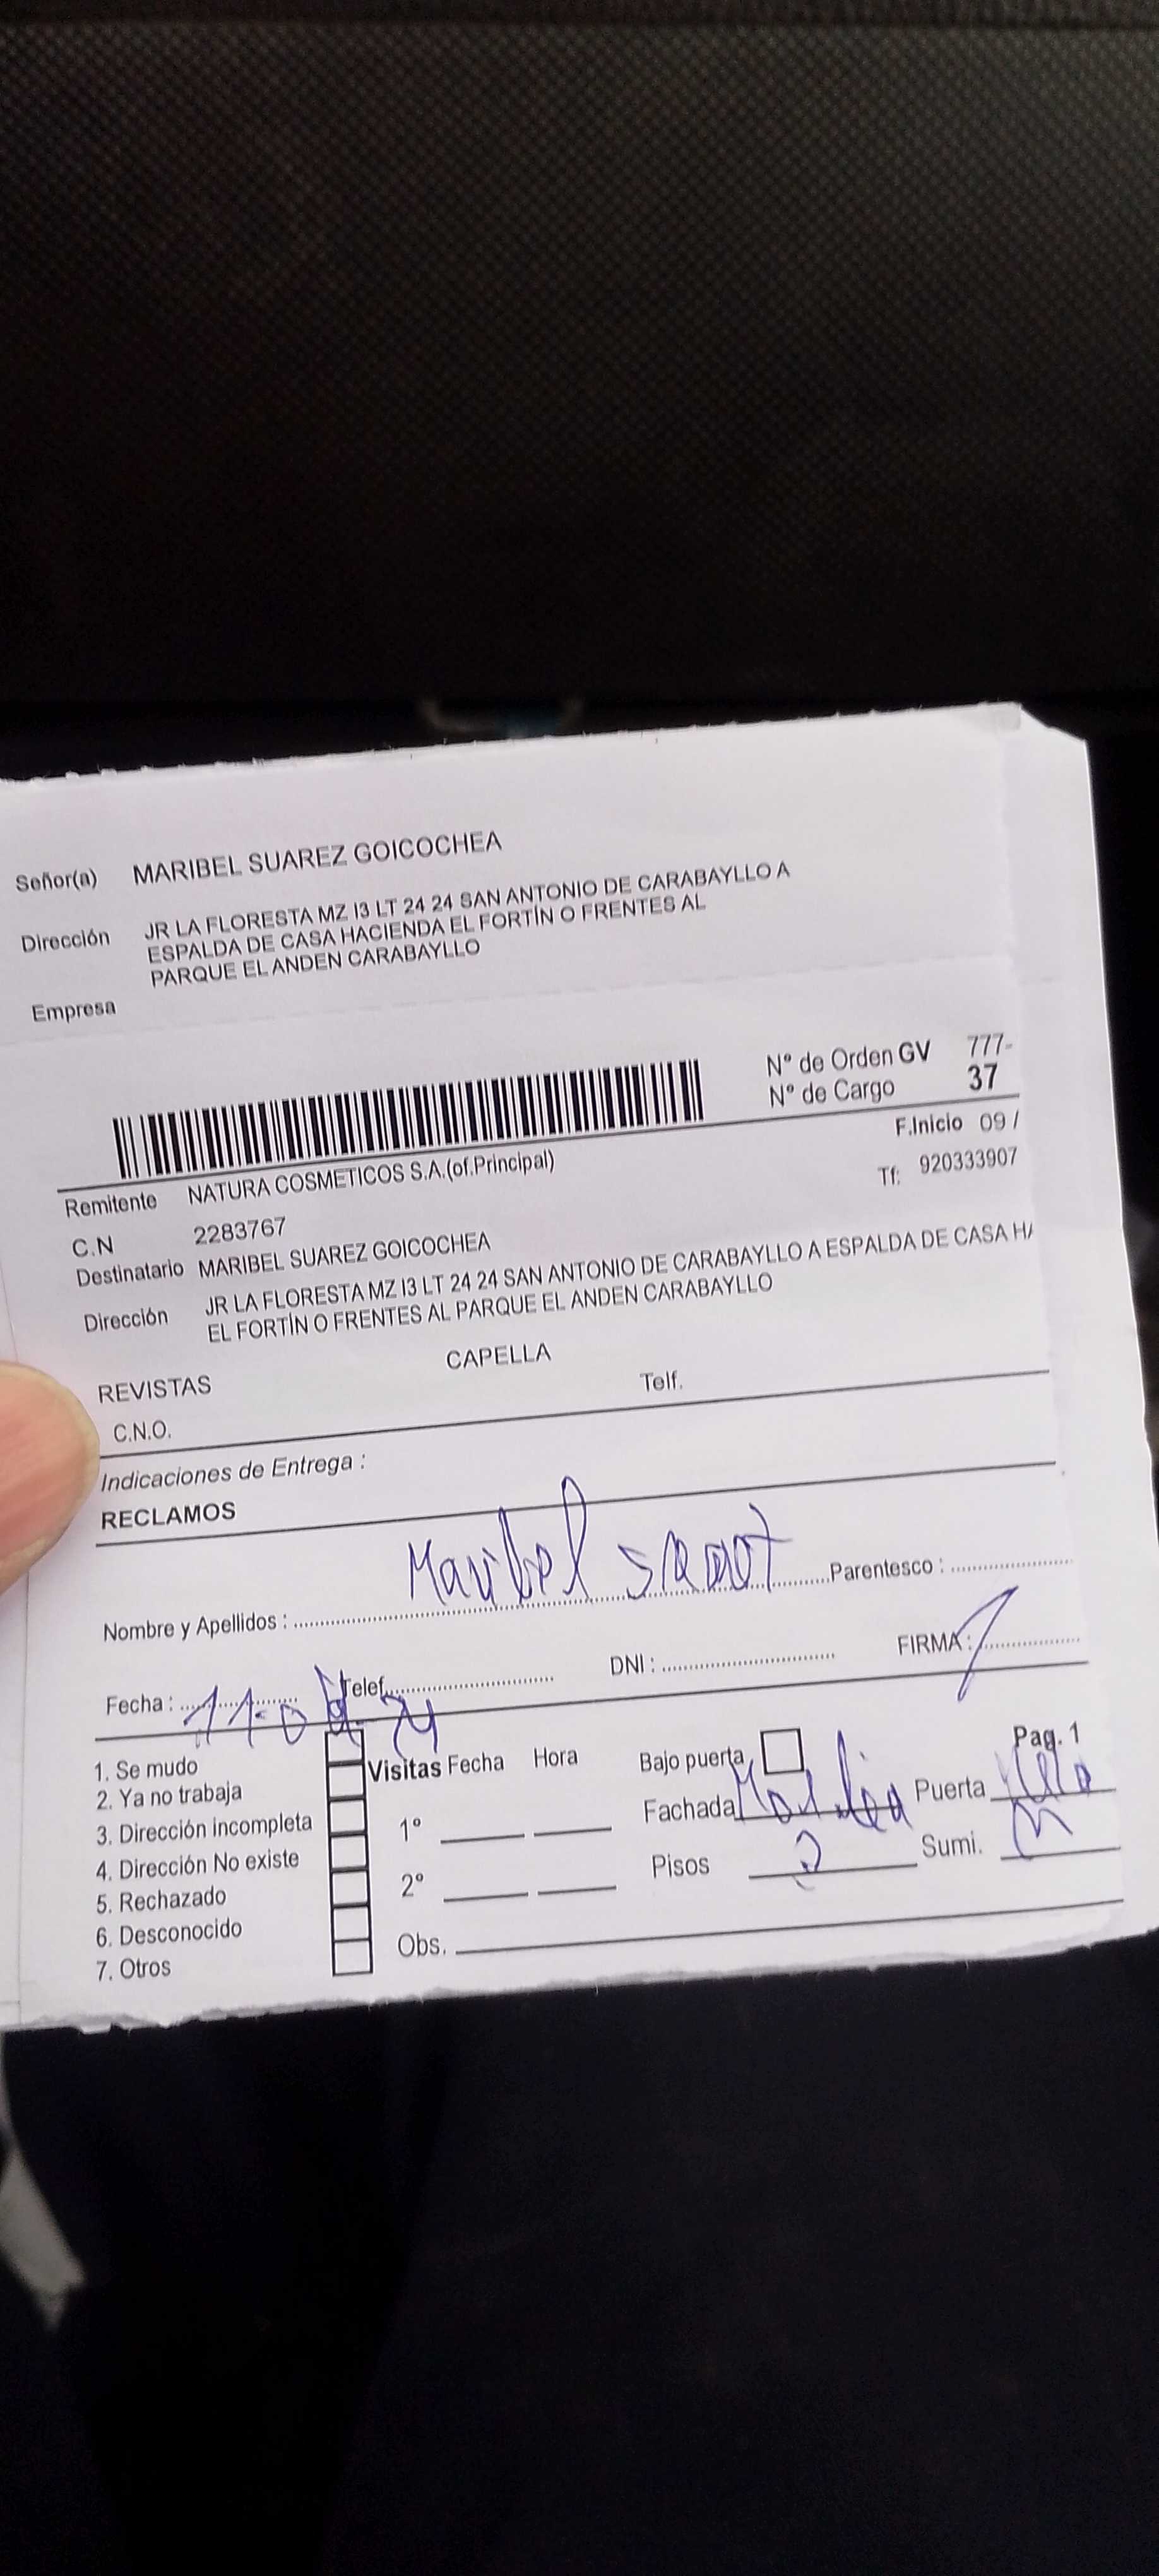 Señor(a) MARIBEL SUAREZ GOICOCHEA
Dirección JR LA FLORESTA MZ I3 LT 24 24 SAN ANTONIO DE CARABAYLLO A
ESPALDA DE CASA HACIENDA EL FORTÍN O FRENTES AL
PARQUE EL ANDEN CARABAYLLO
Empresa
N° de Orden GV 777-
N° de Cargo 37
F.Inicio 09 /
Remitente NATURA COSMETICOS S.A.(of.Principal) Tf: 920333907
C.N 2283767
Destinatario MARIBEL SUAREZ GOICOCHEA
Dirección JR LA FLORESTA MZ I3 LT 24 24 SAN ANTONIO DE CARABAYLLO A ESPALDA DE CASA HA
EL FORTÍN O FRENTES AL PARQUE EL ANDEN CARABAYLLO
REVISTAS CAPELLA
C.N.O. Telf.
Indicaciones de Entrega :
RECLAMOS
Nombre y Apellidos : Maribel Parentesco :
Fecha : Telef. DNI : FIRMA :
Pag. 1
1. Se mudo
2. Ya no trabaja
3. Dirección incompleta
4. Dirección No existe
5. Rechazado
6. Desconocido
7. Otros
Visitas Fecha Hora
1°
2°
Obs.
Bajo puerta
Fachada Puerta
Pisos 2 Sumi.